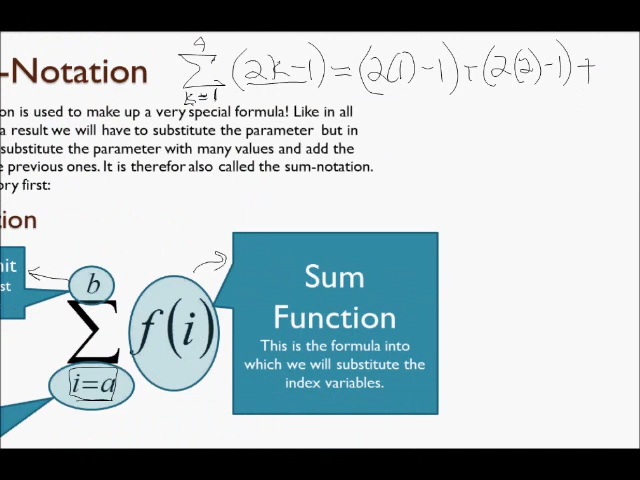 -Notation
4
∑ (2k-1) = (2(1)-1)+(2(2)-1)+
k=1
on is used to make up a very special formula! Like in all
a result we will have to substitute the parameter but in
substitute the parameter with many values and add the
e previous ones. It is therefor also called the sum-notation.
ory first:
tion
nit
st
b
∑ f(i)
i=a
Sum
Function
This is the formula into
which we will substitute the
index variables.